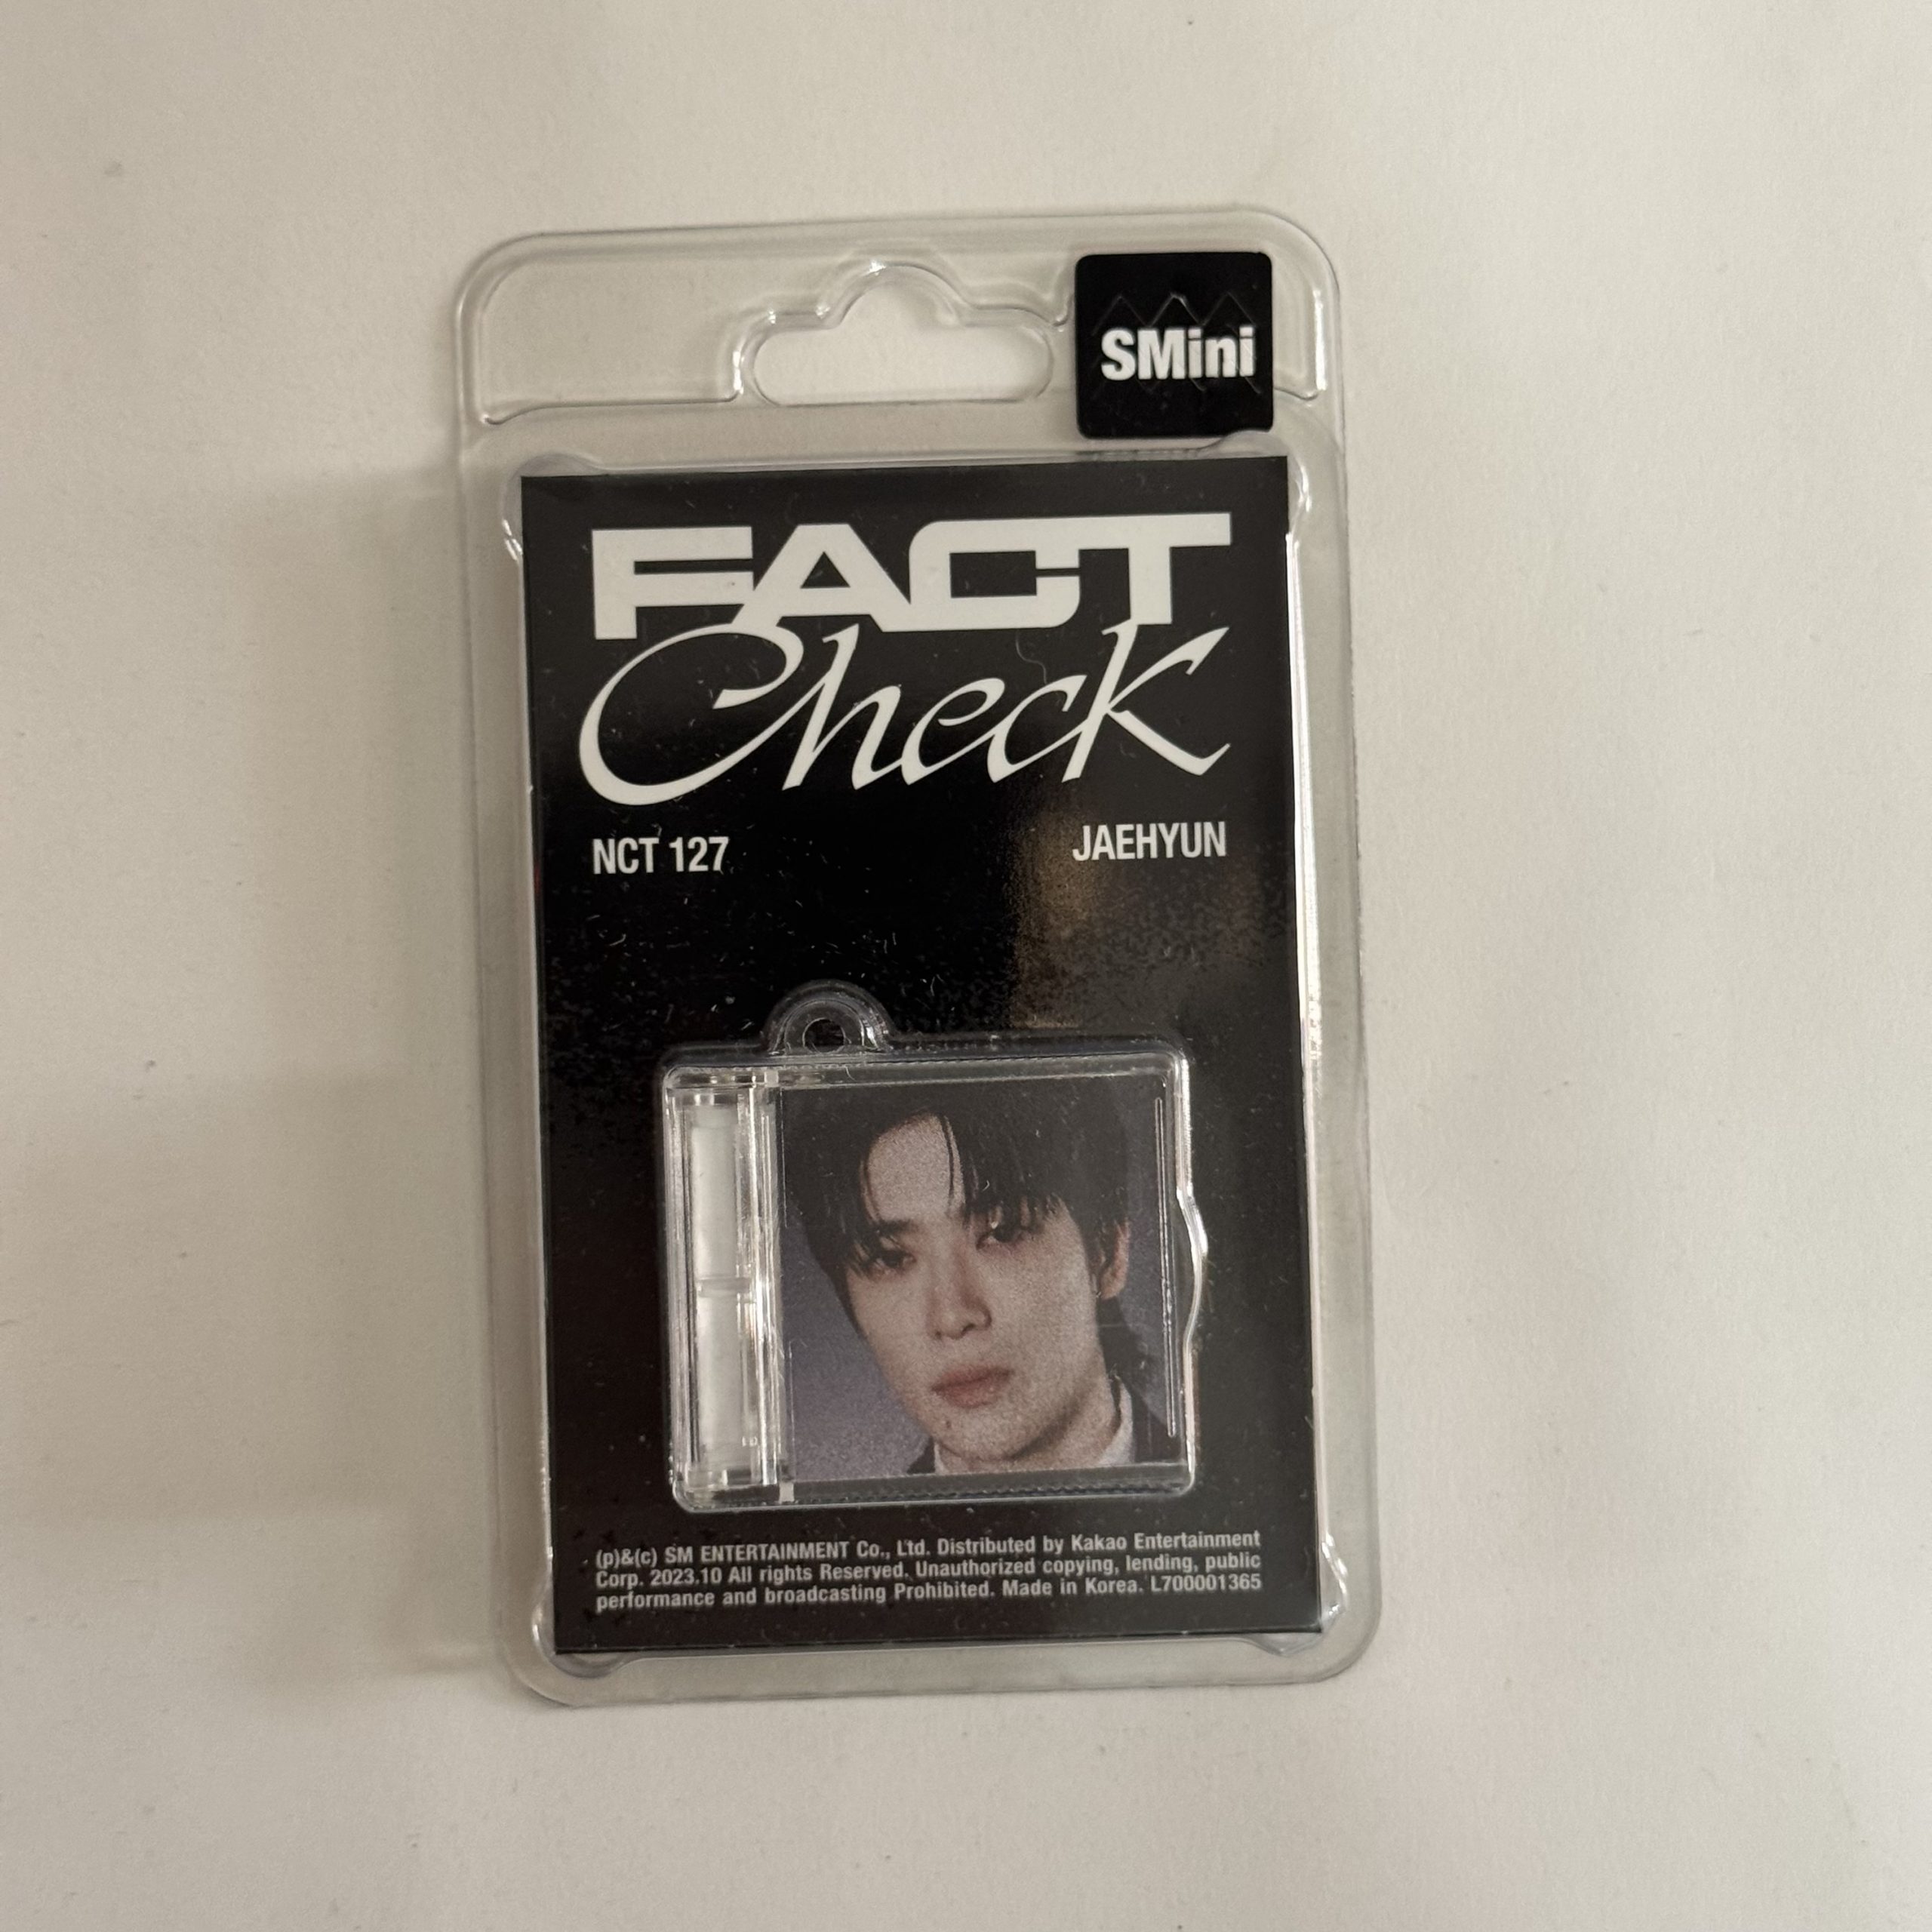 SMini
FACT
Check
NCT 127
JAEHYUN
(p)&(c) SM ENTERTAINMENT Co., Ltd. Distributed by Kakao Entertainment
Corp. 2023.10 All rights Reserved. Unauthorized copying, lending, public
performance and broadcasting Prohibited. Made in Korea. L700001365